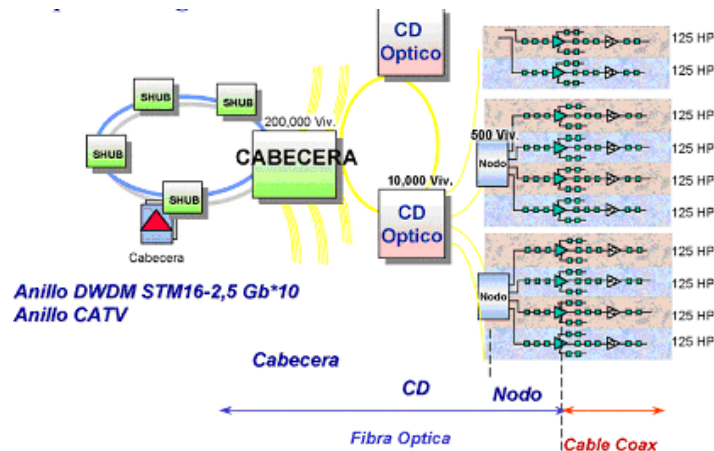 CD
Optico
125 HP
125 HP
SHUB
SHUB
SHUB
SHUB
200,000 Viv.
CABECERA
500 Viv.
Nodo
10,000 Viv.
CD
Optico
125 HP
125 HP
125 HP
125 HP
Cabecera
Anillo DWDM STM16-2,5 Gb*10
Anillo CATV
Nodo
125 HP
125 HP
125 HP
125 HP
Cabecera
CD
Nodo
Fibra Optica
Cable Coax